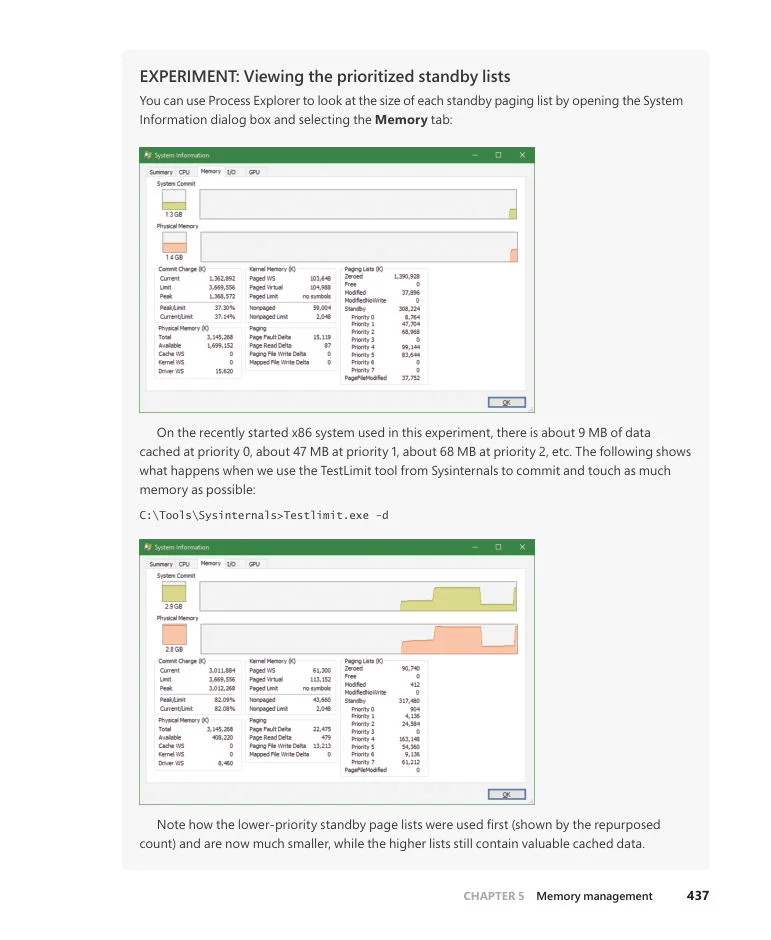 EXPERIMENT: Viewing the prioritized standby lists
You can use Process Explorer to look at the size of each standby paging list by opening the System
Information dialog box and selecting the Memory tab:
System Information
Summary CPU Memory I/O GPU
System Commit
1.3 GB
Physical Memory
1.4 GB
Commit Charge (K)
Current 1,362,892
Limit 3,669,556
Peak 1,368,572
Peak/Limit 37.30%
Current/Limit 37.14%
Physical Memory (K)
Total 3,145,268
Available 1,699,152
Cache WS 0
Kernel WS 0
Driver WS 15,620
Kernel Memory (K)
Paged WS 103,648
Paged Virtual 104,988
Paged Limit no symbols
Nonpaged 59,004
Nonpaged Limit 2,048
Paging
Page Fault Delta 15,119
Page Read Delta 87
Paging File Write Delta 0
Mapped File Write Delta 0
Paging Lists (K)
Zeroed 1,390,928
Free 0
Modified 37,896
ModifiedNoWrite 0
Standby 308,224
Priority 0 8,764
Priority 1 47,704
Priority 2 68,968
Priority 3 0
Priority 4 99,144
Priority 5 83,644
Priority 6 0
Priority 7 0
PageFileModified 37,752
OK
On the recently started x86 system used in this experiment, there is about 9 MB of data
cached at priority 0, about 47 MB at priority 1, about 68 MB at priority 2, etc. The following shows
what happens when we use the TestLimit tool from Sysinternals to commit and touch as much
memory as possible:
C:\Tools\Sysinternals>Testlimit.exe -d
System Information
Summary CPU Memory I/O GPU
System Commit
2.9 GB
Physical Memory
2.8 GB
Commit Charge (K)
Current 3,011,884
Limit 3,669,556
Peak 3,012,268
Peak/Limit 82.09%
Current/Limit 82.08%
Physical Memory (K)
Total 3,145,268
Available 408,220
Cache WS 0
Kernel WS 0
Driver WS 8,460
Kernel Memory (K)
Paged WS 61,300
Paged Virtual 113,152
Paged Limit no symbols
Nonpaged 43,660
Nonpaged Limit 2,048
Paging
Page Fault Delta 22,475
Page Read Delta 479
Paging File Write Delta 13,213
Mapped File Write Delta 0
Paging Lists (K)
Zeroed 90,740
Free 0
Modified 412
ModifiedNoWrite 0
Standby 317,480
Priority 0 904
Priority 1 4,136
Priority 2 24,584
Priority 3 0
Priority 4 163,148
Priority 5 54,360
Priority 6 9,136
Priority 7 61,212
PageFileModified 0
OK
Note how the lower-priority standby page lists were used first (shown by the repurposed
count) and are now much smaller, while the higher lists still contain valuable cached data.
CHAPTER 5 Memory management 437